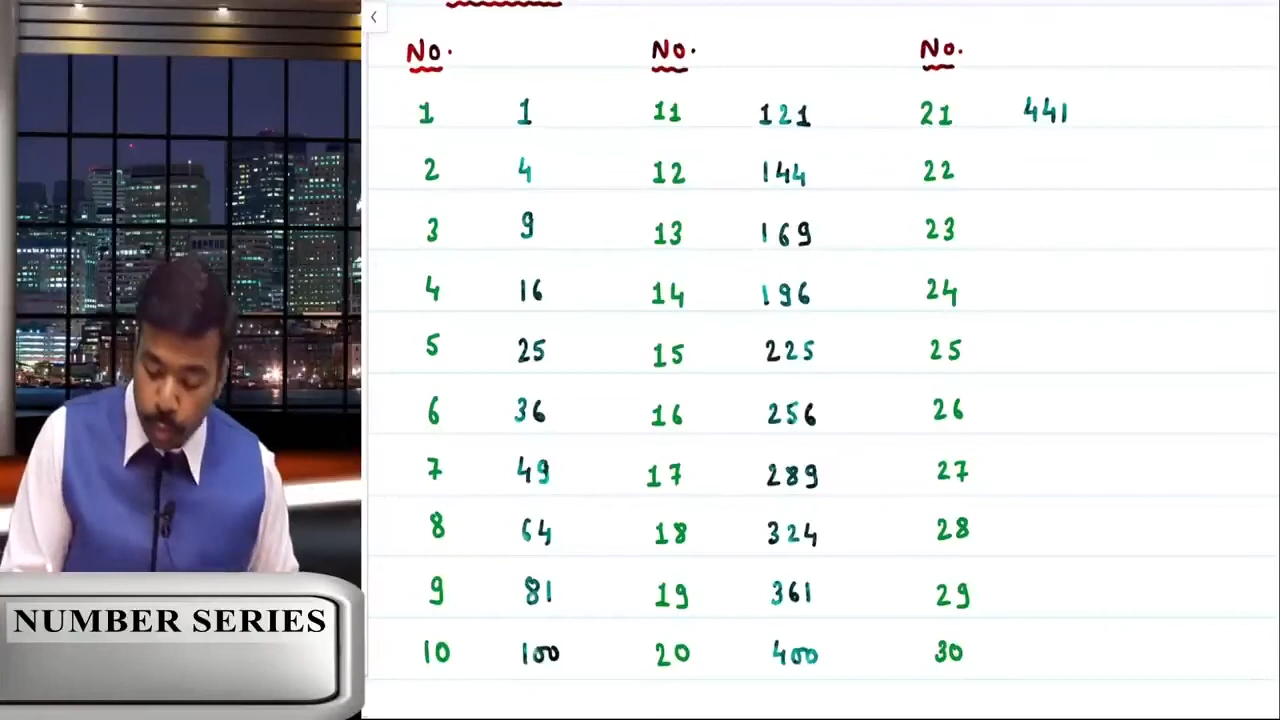 No. No. No.
1 1 11 121 21 441
2 4 12 144 22
3 9 13 169 23
4 16 14 196 24
5 25 15 225 25
6 36 16 256 26
7 49 17 289 27
8 64 18 324 28
9 81 19 361 29
10 100 20 400 30
NUMBER SERIES